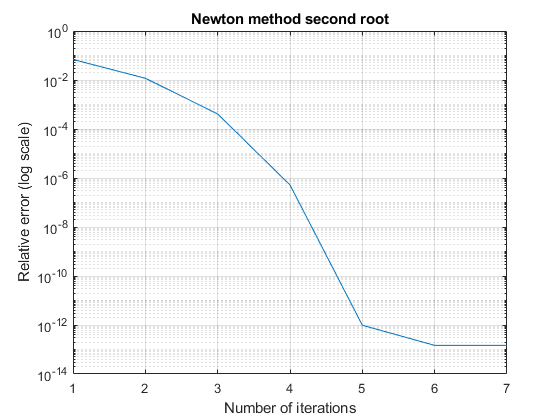 Newton method second root
10^0
10^-2
10^-4
10^-6
10^-8
10^-10
10^-12
10^-14
Relative error (log scale)
1 2 3 4 5 6 7
Number of iterations